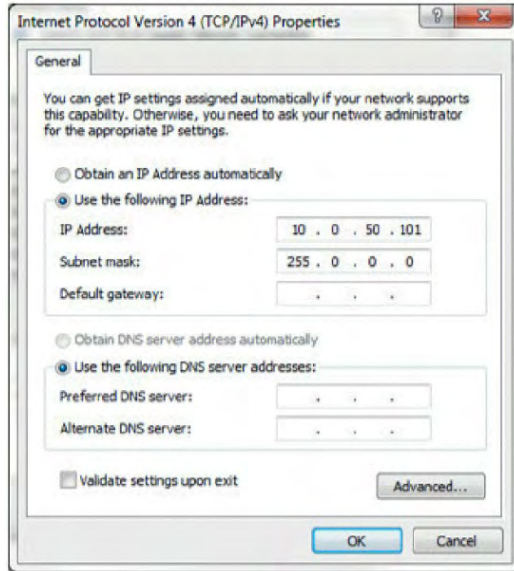 Internet Protocol Version 4 (TCP/IPv4) Properties
General
You can get IP settings assigned automatically if your network supports
this capability. Otherwise, you need to ask your network administrator
for the appropriate IP settings.
Obtain an IP Address automatically
Use the following IP Address:
IP Address: 10 . 0 . 50 . 101
Subnet mask: 255 . 0 . 0 . 0
Default gateway: . . .
Obtain DNS server address automatically
Use the following DNS server addresses:
Preferred DNS server: . . .
Alternate DNS server: . . .
Validate settings upon exit
Advanced...
OK Cancel